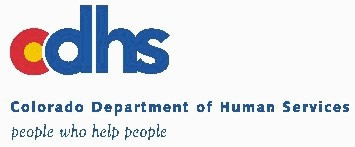 cdhs
Colorado Department of Human Services
people who help people